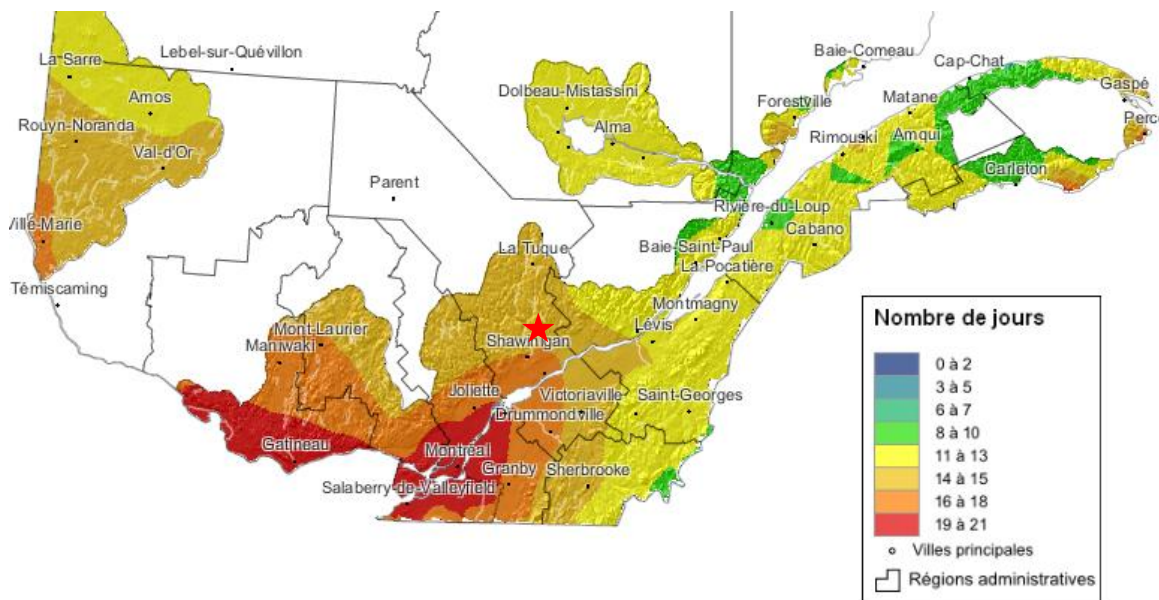 Baie-Comeau
Lebel-sur-Quévillon
La Sarre
Cap-Chat
Gaspé
Dolbeau-Mistassini
Amos
Forestville
Matane
Percé
Rouyn-Noranda
Alma
Rimouski
Amqui
Val-d'Or
Carleton
Parent
Ville-Marie
Rivière-du-Loup
Cabano
La Tuque
Baie-Saint-Paul
La Pocatière
Témiscaming
Montmagny
Mont-Laurier
Lévis
Maniwaki
Shawinigan
Joliette
Victoriaville
Saint-Georges
Drummondville
Gatineau
Montréal
Granby
Sherbrooke
Salaberry-de-Valleyfield
Nombre de jours
0 à 2
3 à 5
6 à 7
8 à 10
11 à 13
14 à 15
16 à 18
19 à 21
Villes principales
Régions administratives